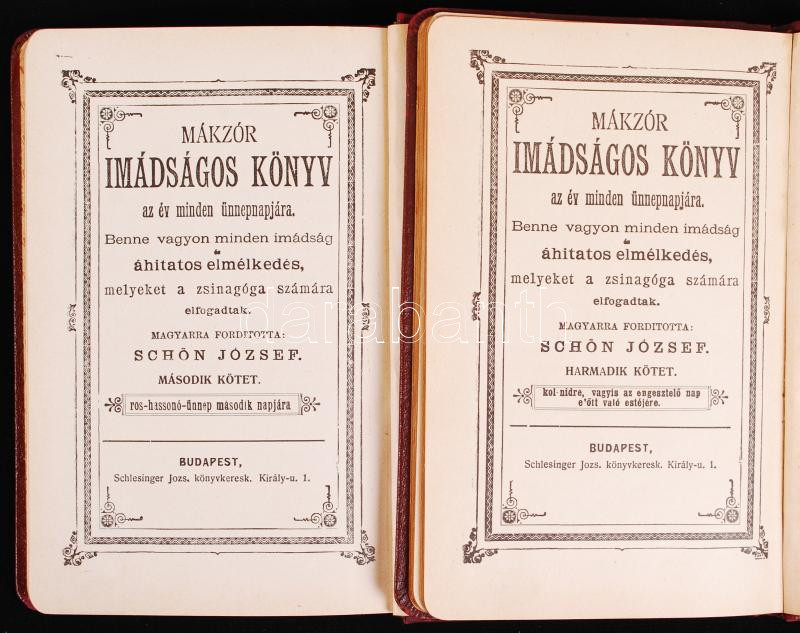 MÁKZÓR
IMÁDSÁGOS KÖNYV
az év minden ünnepnapjára.
Benne vagyon minden imádság
és
áhitatos elmélkedés,
melyeket a zsinagóga számára
elfogadtak.
MAGYARRA FORDITOTTA:
SCHÖN JÓZSEF.
MÁSODIK KÖTET.
ros-hassonó-ünnep második napjára
BUDAPEST,
Schlesinger Jozs. könyvkeresk. Király-u. 1.
MÁKZÓR
IMÁDSÁGOS KÖNYV
az év minden ünnepnapjára.
Benne vagyon minden imádság
és
áhitatos elmélkedés,
melyeket a zsinagóga számára
elfogadtak.
MAGYARRA FORDITOTTA:
SCHÖN JÓZSEF.
HARMADIK KÖTET.
kol-nidre, vagyis az engesztelő nap
e'őtt való estéjére.
BUDAPEST,
Schlesinger Jozs. könyvkeresk. Király-u. 1.
darabanth